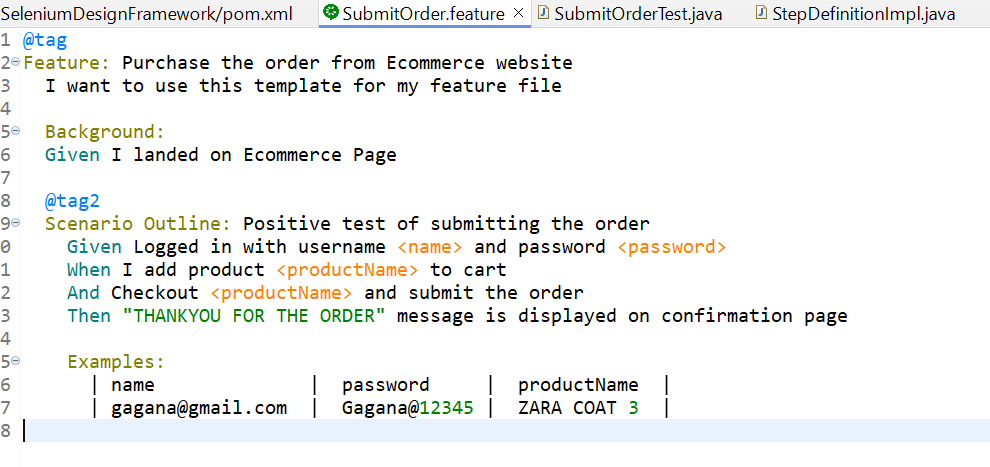 SeleniumDesignFramework/pom.xml SubmitOrder.feature SubmitOrderTest.java StepDefinitionImpl.java
1 @tag
2 Feature: Purchase the order from Ecommerce website
3 I want to use this template for my feature file
4
5 Background:
6 Given I landed on Ecommerce Page
7
8 @tag2
9 Scenario Outline: Positive test of submitting the order
0 Given Logged in with username <name> and password <password>
1 When I add product <productName> to cart
2 And Checkout <productName> and submit the order
3 Then "THANKYOU FOR THE ORDER" message is displayed on confirmation page
4
5 Examples:
6 | name | password | productName |
7 | gagana@gmail.com | Gagana@12345 | ZARA COAT 3 |
8